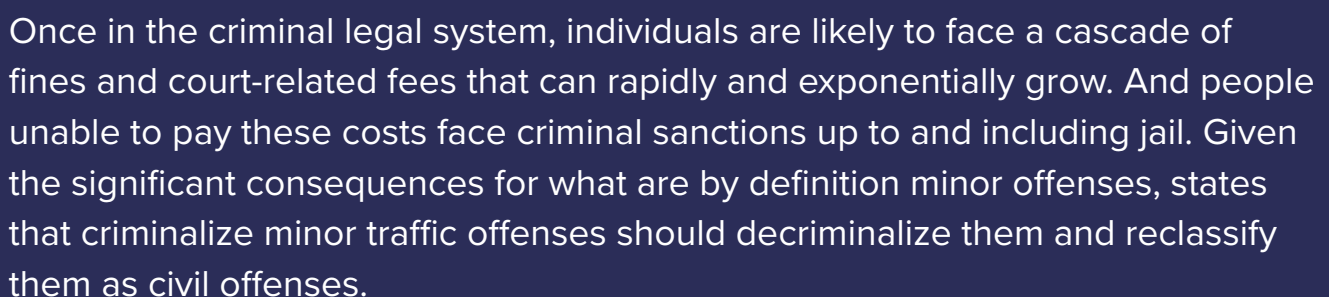 Once in the criminal legal system, individuals are likely to face a cascade of
fines and court-related fees that can rapidly and exponentially grow. And people
unable to pay these costs face criminal sanctions up to and including jail. Given
the significant consequences for what are by definition minor offenses, states
that criminalize minor traffic offenses should decriminalize them and reclassify
them as civil offenses.